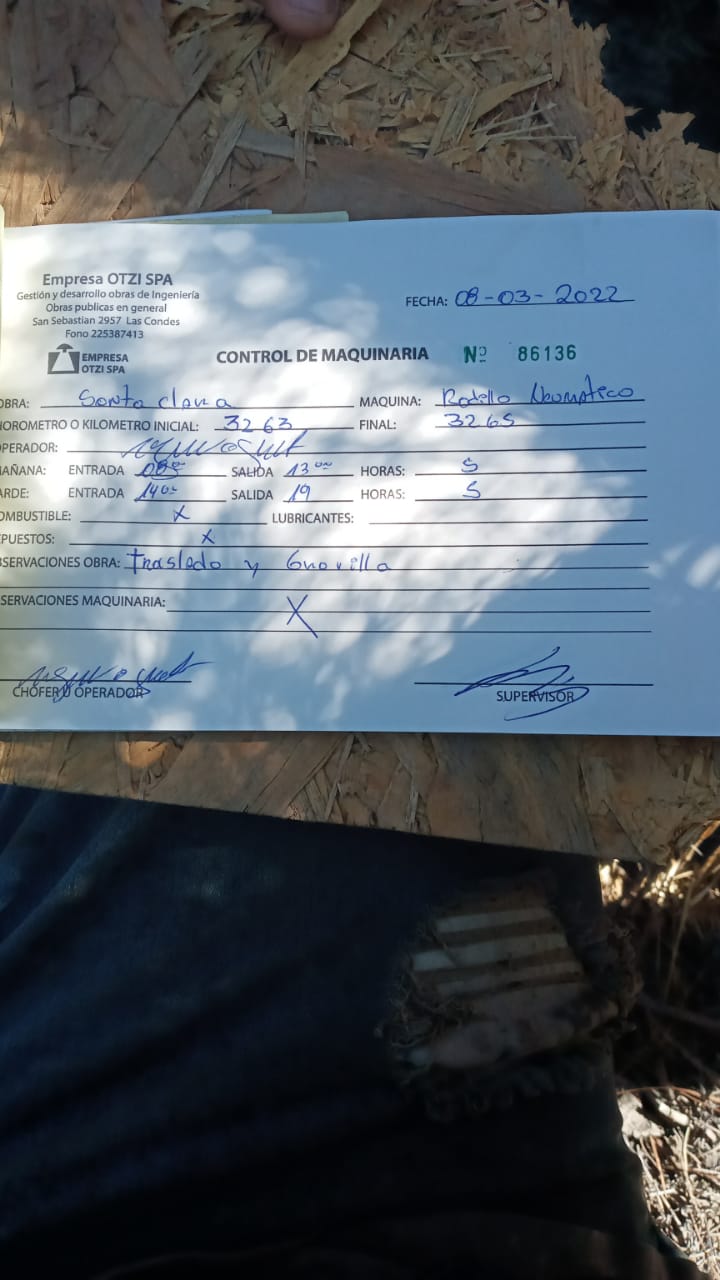 Empresa OTZI SPA
Gestión y desarrollo obras de Ingeniería
Obras publicas en general
San Sebastian 2957 Las Condes
Fono 225387413
FECHA: 08-03-2022
EMPRESA
OTZI SPA
CONTROL DE MAQUINARIA Nº 86136
OBRA: Santa Clara MAQUINA: Rodillo Neumatico
HOROMETRO O KILOMETRO INICIAL: 3263 FINAL: 3265
OPERADOR:
MAÑANA: ENTRADA 08:00 SALIDA 13:00 HORAS: 5
TARDE: ENTRADA 14:00 SALIDA 19 HORAS: 5
COMBUSTIBLE: X LUBRICANTES:
REPUESTOS: X
OBSERVACIONES OBRA: Traslado y Gravilla
OBSERVACIONES MAQUINARIA: X
CHOFER U OPERADOR SUPERVISOR